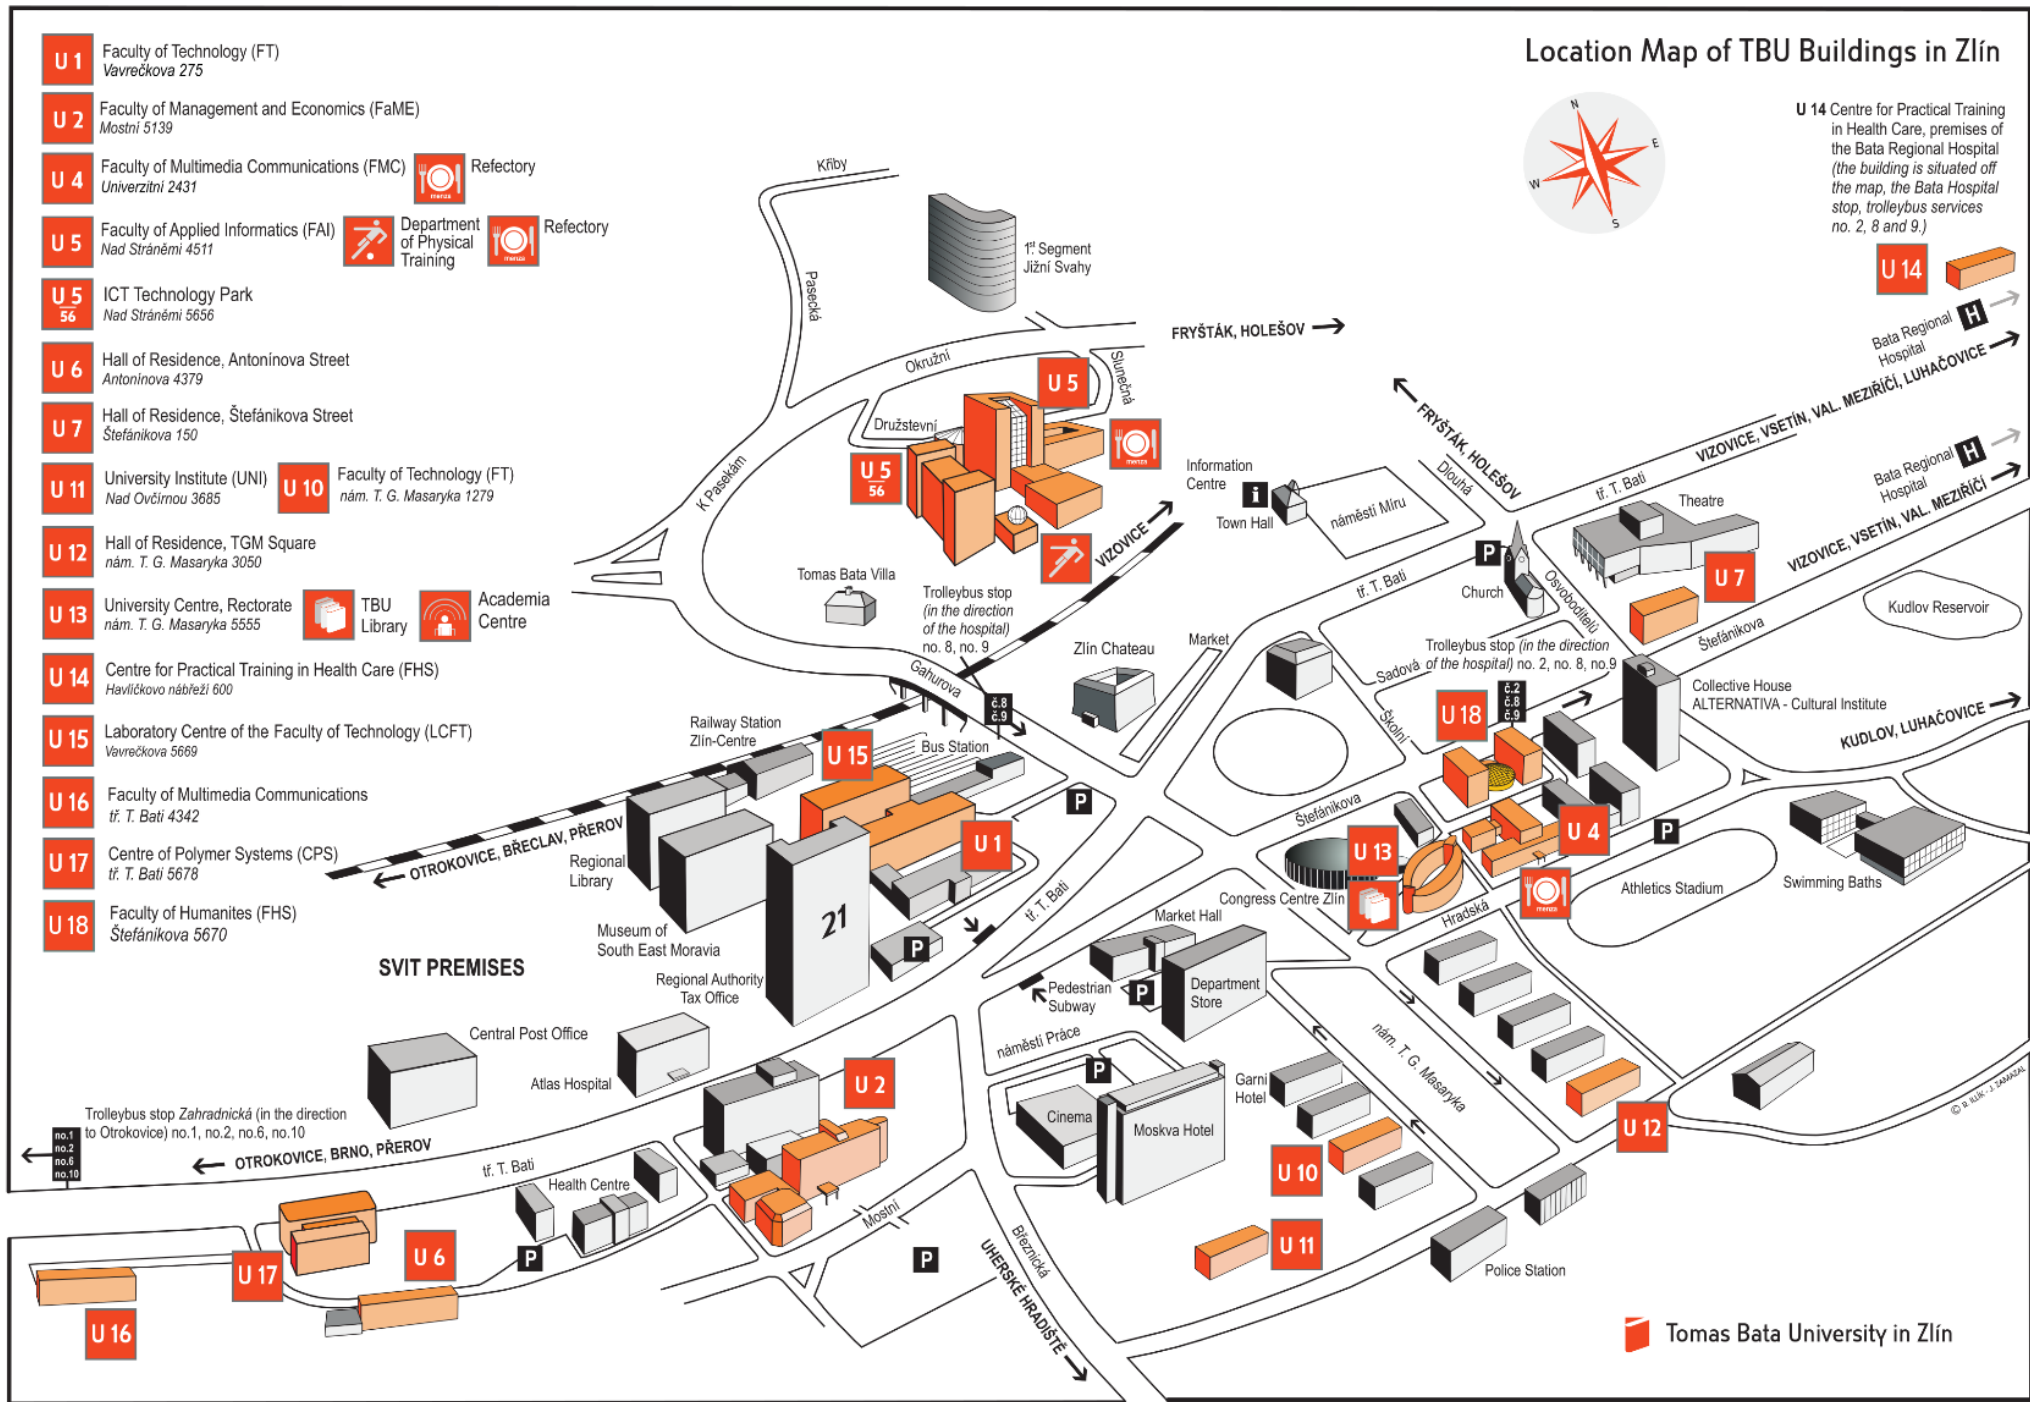 Location Map of TBU Buildings in Zlín
U 1
Faculty of Technology (FT)
Vavrečkova 275
U 2
Faculty of Management and Economics (FaME)
Mostní 5139
U 4
Faculty of Multimedia Communications (FMC)
Univerzitní 2431
menza
Refectory
U 5
Faculty of Applied Informatics (FAI)
Nad Stráněmi 4511
Department
of Physical
Training
menza
Refectory
U 5
56
ICT Technology Park
Nad Stráněmi 5656
U 6
Hall of Residence, Antonínova Street
Antonínova 4379
U 7
Hall of Residence, Štefánikova Street
Štefánikova 150
U 11
University Institute (UNI)
Nad Ovčírnou 3685
U 10
Faculty of Technology (FT)
nám. T. G. Masaryka 1279
U 12
Hall of Residence, TGM Square
nám. T. G. Masaryka 3050
U 13
University Centre, Rectorate
nám. T. G. Masaryka 5555
TBU
Library
Academia
Centre
U 14
Centre for Practical Training in Health Care (FHS)
Havlíčkovo nábřeží 600
U 15
Laboratory Centre of the Faculty of Technology (LCFT)
Vavrečkova 5669
U 16
Faculty of Multimedia Communications
tř. T. Bati 4342
U 17
Centre of Polymer Systems (CPS)
tř. T. Bati 5678
U 18
Faculty of Humanites (FHS)
Štefánikova 5670
N
E
S
W
U 14 Centre for Practical Training
in Health Care, premises of
the Bata Regional Hospital
(the building is situated off
the map, the Bata Hospital
stop, trolleybus services
no. 2, 8 and 9.)
U 14
Bata Regional
Hospital
H
VIZOVICE, VSETÍN, VAL. MEZIŘÍČÍ, LUHAČOVICE
Bata Regional
Hospital
H
VIZOVICE, VSETÍN, VAL. MEZIŘÍČÍ
Křiby
Pasecká
1st Segment
Jižní Svahy
FRYŠTÁK, HOLEŠOV
Okružní
Slunečná
U 5
Družstevní
menza
U 5
56
K Pasekám
VIZOVICE
FRYŠTÁK, HOLEŠOV
Dlouhá
Information
Centre
i
Town Hall
náměstí Míru
tř. T. Bati
Theatre
P
Church
Osvoboditelů
U 7
Štefánikova
Kudlov Reservoir
Tomas Bata Villa
Trolleybus stop
(in the direction
of the hospital)
no. 8, no. 9
Gahurova
č.8
č.9
Zlín Chateau
Market
tř. T. Bati
Sadová
Trolleybus stop (in the direction
of the hospital) no. 2, no. 8, no.9
č.2
č.8
č.9
Školní
U 18
Collective House
ALTERNATIVA - Cultural Institute
KUDLOV, LUHAČOVICE
Railway Station
Zlín-Centre
U 15
Bus Station
P
Štefánikova
U 13
U 4
P
menza
Athletics Stadium
Swimming Baths
Congress Centre Zlín
Hradská
OTROKOVICE, BŘECLAV, PŘEROV
Regional
Library
U 1
21
tř. T. Bati
P
Museum of
South East Moravia
Regional Authority
Tax Office
SVIT PREMISES
Market Hall
Pedestrian
Subway
P
Department
Store
náměstí Práce
P
Cinema
Moskva Hotel
Garni
Hotel
nám. T. G. Masaryka
Central Post Office
Atlas Hospital
U 2
U 12
U 10
U 11
Police Station
Trolleybus stop Zahradnická (in the direction
to Otrokovice) no.1, no.2, no.6, no.10
no.1
no.2
no.6
no.10
OTROKOVICE, BRNO, PŘEROV
tř. T. Bati
Health Centre
P
Mostní
P
Březnická
UHERSKÉ HRADIŠTĚ
U 17
U 6
U 16
Tomas Bata University in Zlín